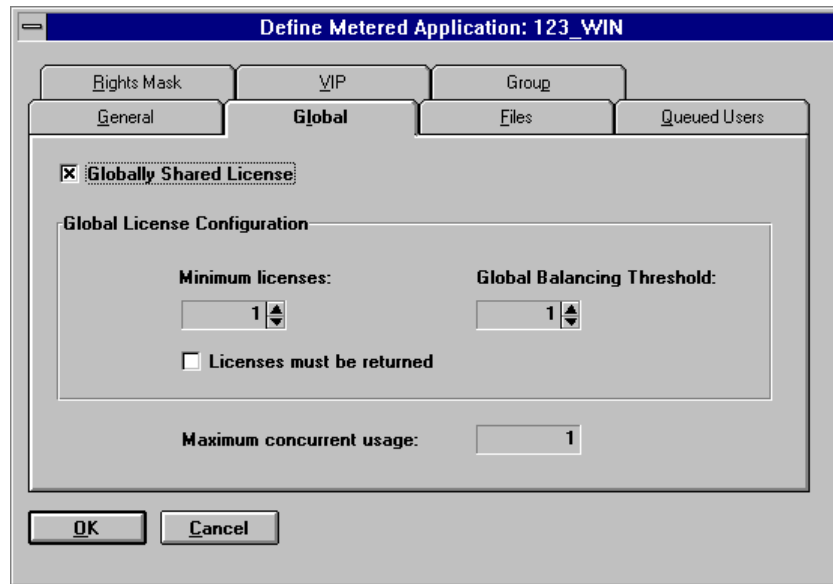 Define Metered Application: 123_WIN
Rights Mask VIP Group
General Global Files Queued Users
Globally Shared License
Global License Configuration
Minimum licenses: Global Balancing Threshold:
1 1
Licenses must be returned
Maximum concurrent usage: 1
OK Cancel